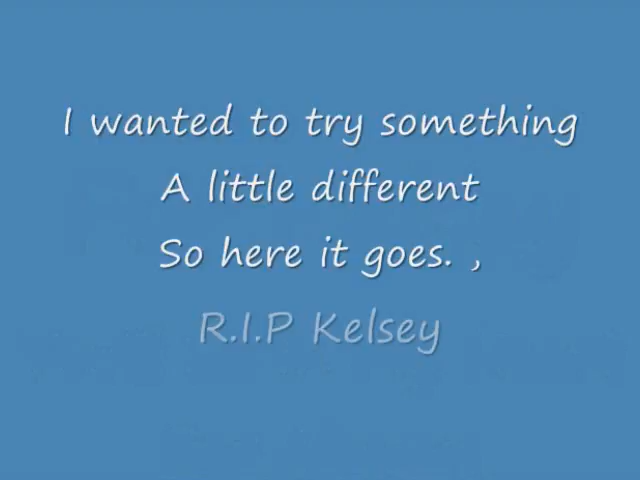 I wanted to try something
A little different
So here it goes. ,
R.I.P Kelsey